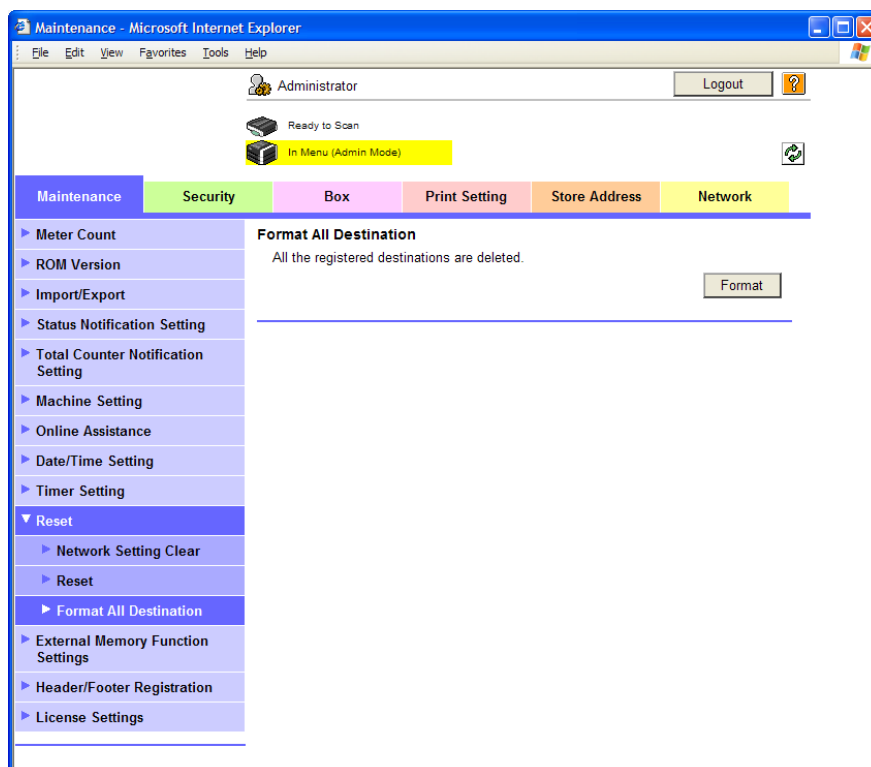 Maintenance - Microsoft Internet Explorer
File Edit View Favorites Tools Help
Administrator
Logout
?
Ready to Scan
In Menu (Admin Mode)
Maintenance Security Box Print Setting Store Address Network
Meter Count
ROM Version
Import/Export
Status Notification Setting
Total Counter Notification
Setting
Machine Setting
Online Assistance
Date/Time Setting
Timer Setting
Reset
Network Setting Clear
Reset
Format All Destination
External Memory Function
Settings
Header/Footer Registration
License Settings
Format All Destination
All the registered destinations are deleted.
Format